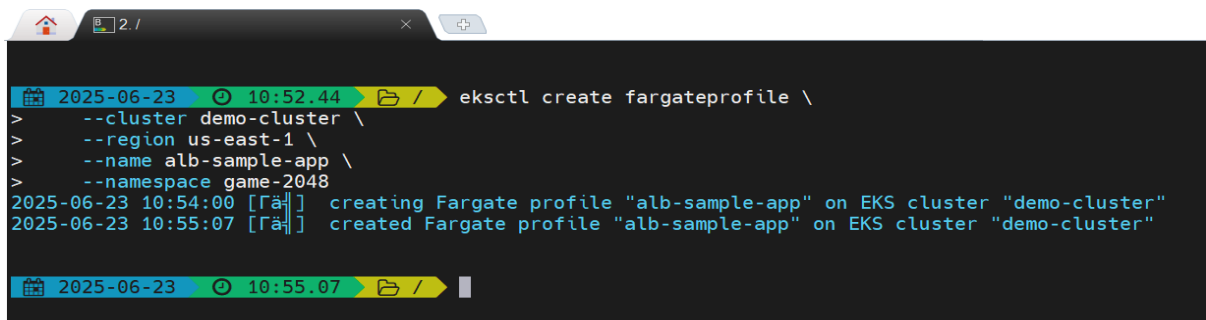 2. /
2025-06-23 10:52.44 / eksctl create fargateprofile \
> --cluster demo-cluster \
> --region us-east-1 \
> --name alb-sample-app \
> --namespace game-2048
2025-06-23 10:54:00 [Γä╣] creating Fargate profile "alb-sample-app" on EKS cluster "demo-cluster"
2025-06-23 10:55:07 [Γä╣] created Fargate profile "alb-sample-app" on EKS cluster "demo-cluster"
2025-06-23 10:55.07 /